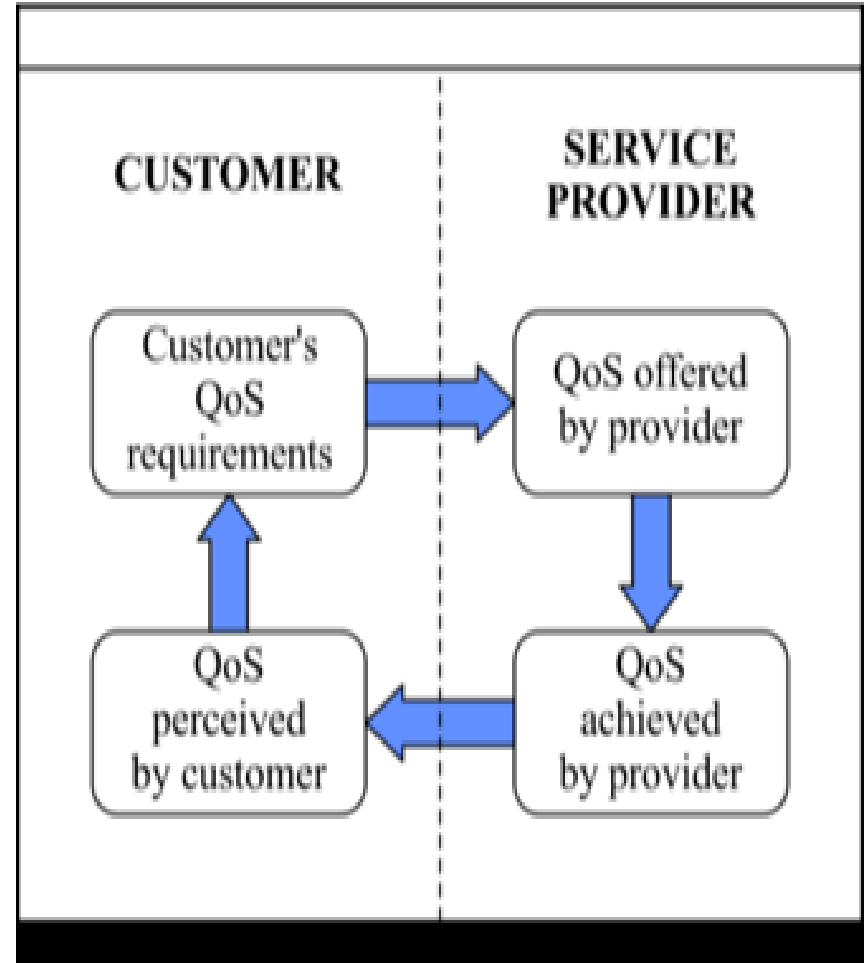 CUSTOMER
SERVICE
PROVIDER
Customer's
QoS
requirements
QoS offered
by provider
QoS
perceived
by customer
QoS
achieved
by provider